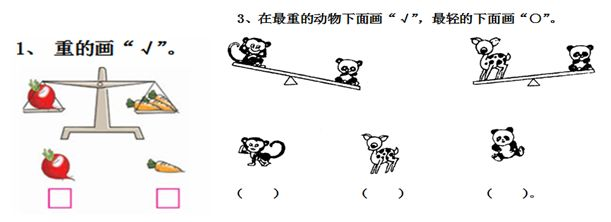 1、 重的画“√”。
3、在最重的动物下面画“√”，最轻的下面画“○”。
（ ） （ ） （ ）。